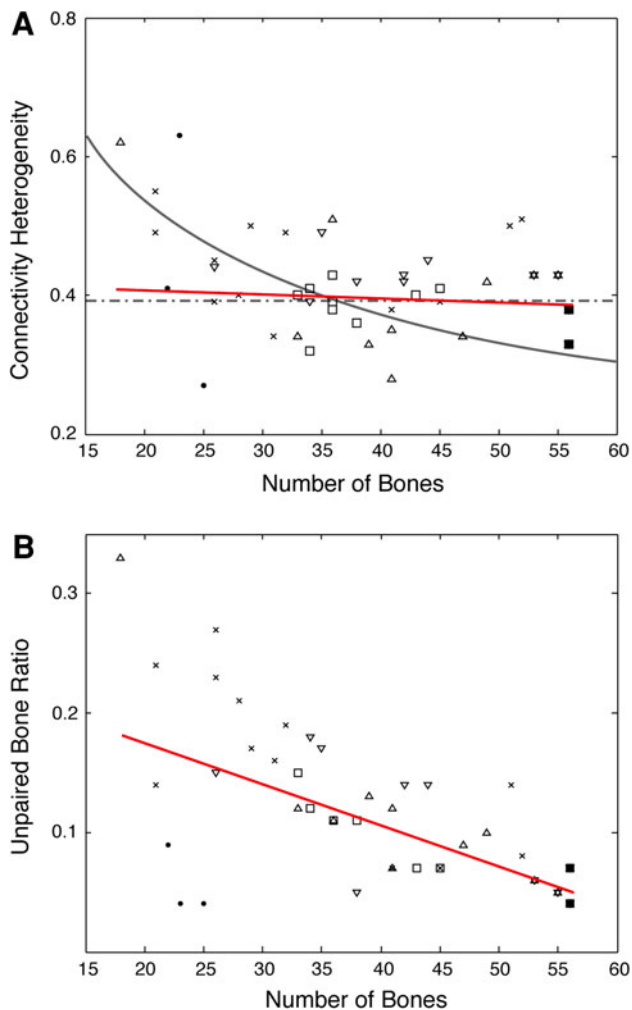 A
0.8
0.6
0.4
0.2
Connectivity Heterogeneity
15 20 25 30 35 40 45 50 55 60
Number of Bones
B
0.3
0.2
0.1
Unpaired Bone Ratio
15 20 25 30 35 40 45 50 55 60
Number of Bones